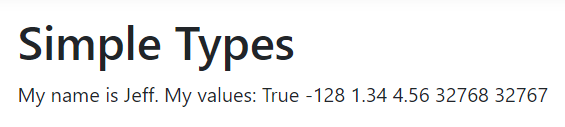 Simple Types
My name is Jeff. My values: True -128 1.34 4.56 32768 32767